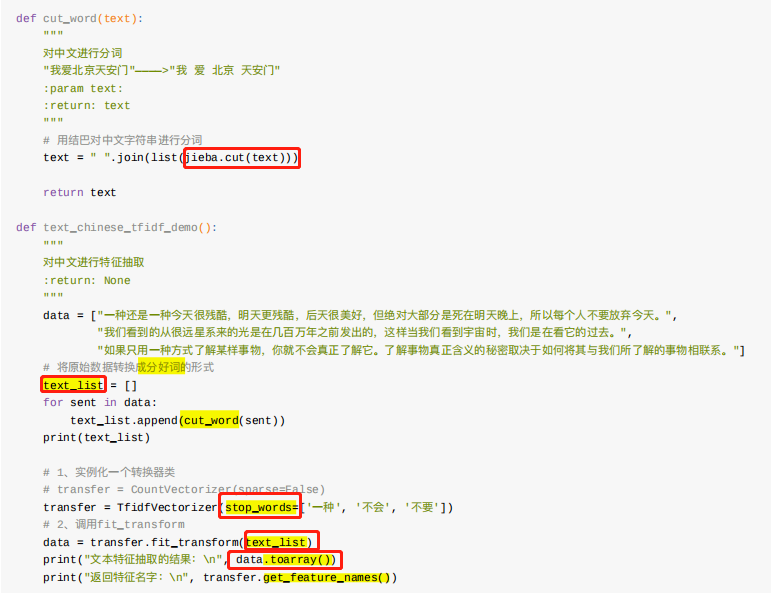 def cut_word(text):
    """
    对中文进行分词
    "我爱北京天安门"————>"我 爱 北京 天安门"
    :param text:
    :return: text
    """
    # 用结巴对中文字符串进行分词
    text = " ".join(list(jieba.cut(text)))
    return text
def text_chinese_tfidf_demo():
    """
    对中文进行特征抽取
    :return: None
    """
    data = ["一种还是一种今天很残酷，明天更残酷，后天很美好，但绝对大部分是死在明天晚上，所以每个人不要放弃今天。",
            "我们看到的从很远星系来的光是在几百万年之前发出的，这样当我们看到宇宙时，我们是在看它的过去。",
            "如果只用一种方式了解某样事物，你就不会真正了解它。了解事物真正含义的秘密取决于如何将其与我们所了解的事物相联系。"]
    # 将原始数据转换成分好词的形式
    text_list = []
    for sent in data:
        text_list.append(cut_word(sent))
    print(text_list)
    # 1、实例化一个转换器类
    # transfer = CountVectorizer(sparse=False)
    transfer = TfidfVectorizer(stop_words=['一种', '不会', '不要'])
    # 2、调用fit_transform
    data = transfer.fit_transform(text_list)
    print("文本特征抽取的结果：\n", data.toarray())
    print("返回特征名字：\n", transfer.get_feature_names())